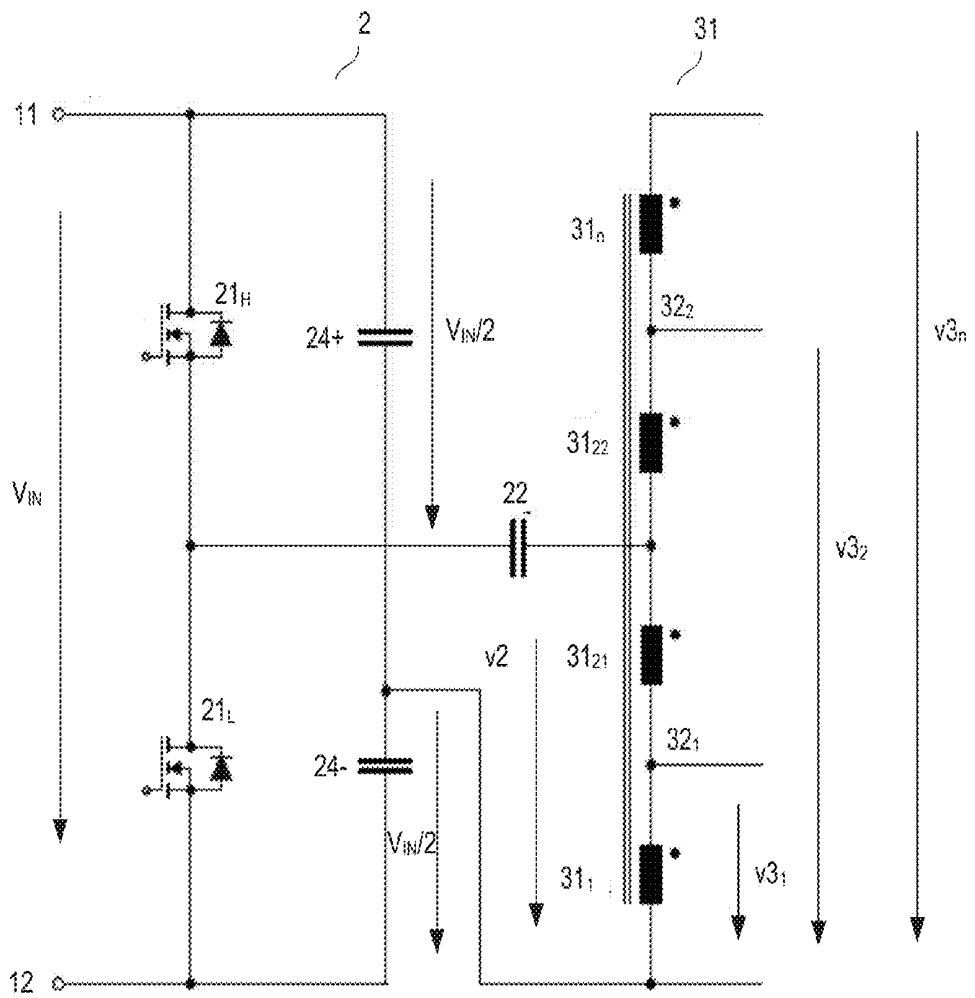 2
31
11
31ₙ
21H
32₂
24+
VIN/2
v3ₙ
31₂₂
VIN
22
v3₂
v2
31₂₁
21L
32₁
24-
VIN/2
31₁
v3₁
12